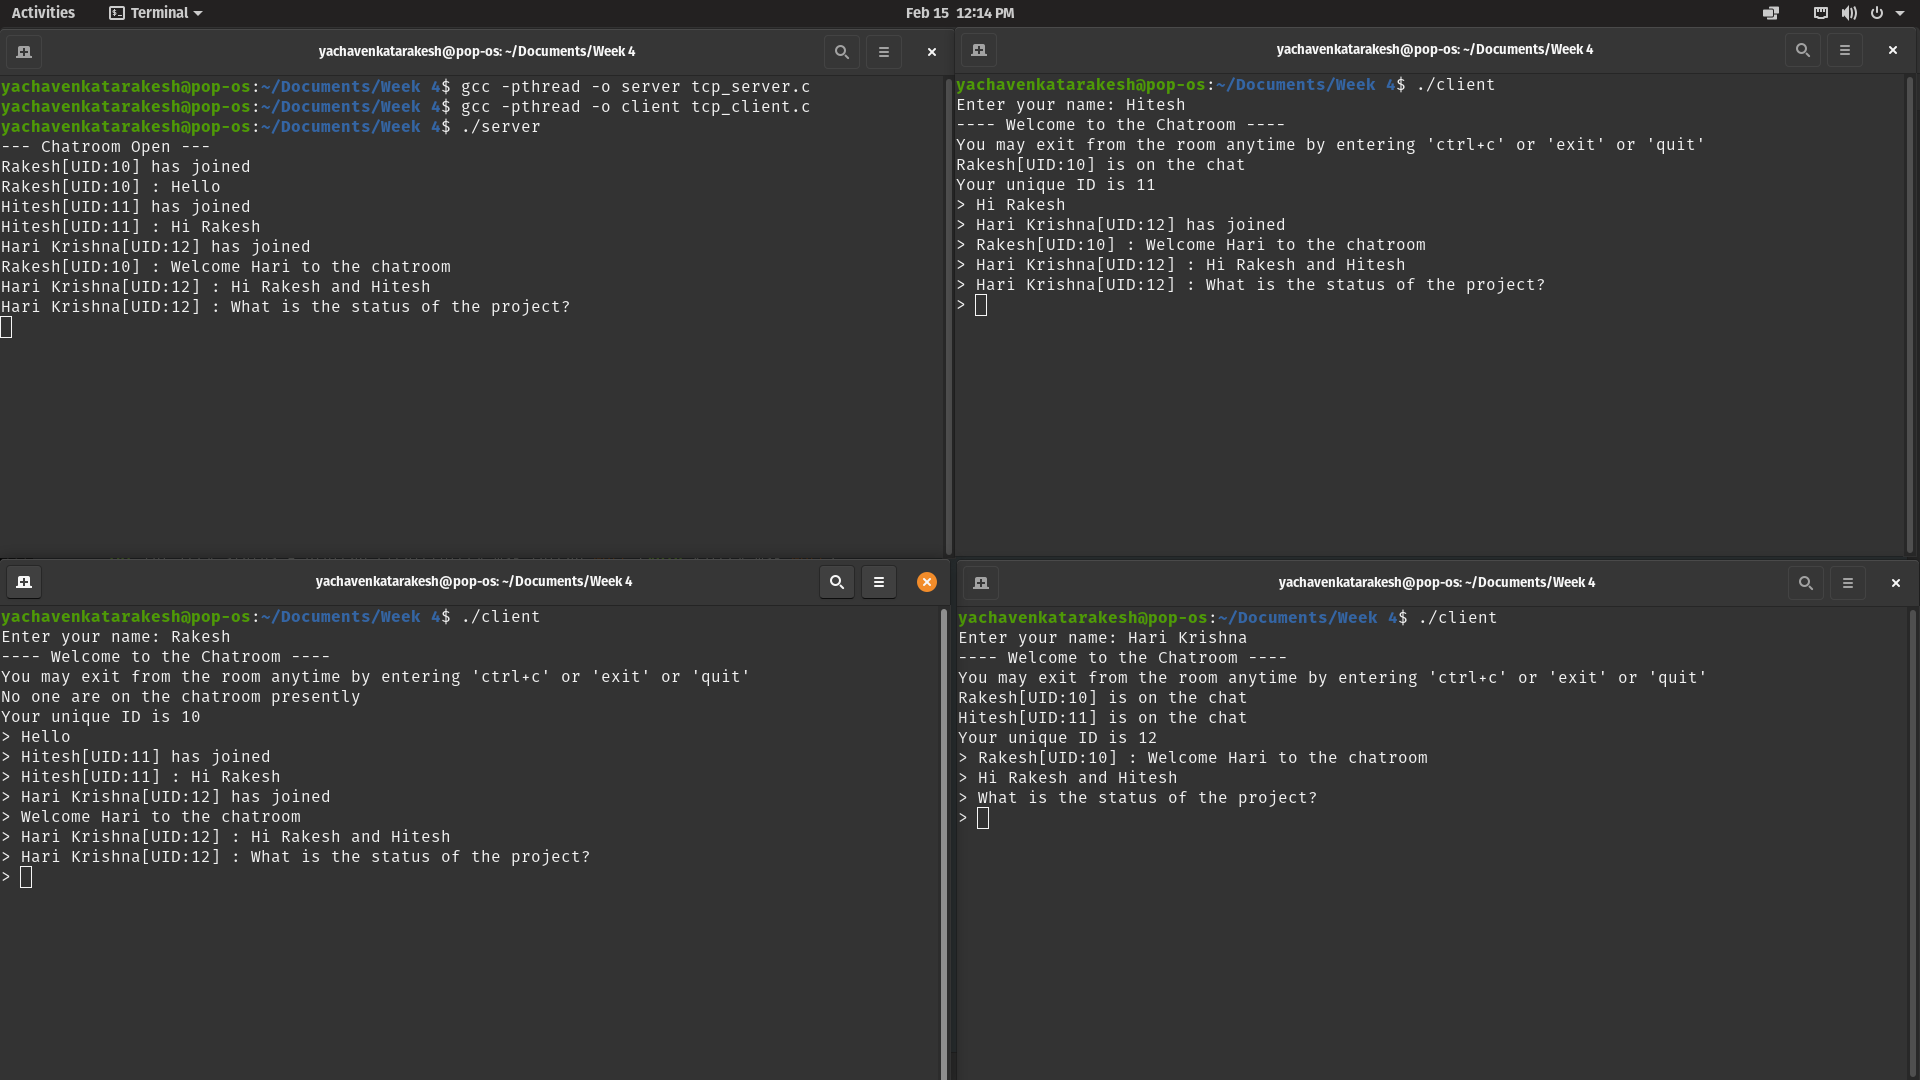 Activities Terminal Feb 15 12:14 PM
yachavenkatarakesh@pop-os: ~/Documents/Week 4
yachavenkatarakesh@pop-os:~/Documents/Week 4$ gcc -pthread -o server tcp_server.c
yachavenkatarakesh@pop-os:~/Documents/Week 4$ gcc -pthread -o client tcp_client.c
yachavenkatarakesh@pop-os:~/Documents/Week 4$ ./server
--- Chatroom Open ---
Rakesh[UID:10] has joined
Rakesh[UID:10] : Hello
Hitesh[UID:11] has joined
Hitesh[UID:11] : Hi Rakesh
Hari Krishna[UID:12] has joined
Rakesh[UID:10] : Welcome Hari to the chatroom
Hari Krishna[UID:12] : Hi Rakesh and Hitesh
Hari Krishna[UID:12] : What is the status of the project?
yachavenkatarakesh@pop-os: ~/Documents/Week 4
yachavenkatarakesh@pop-os:~/Documents/Week 4$ ./client
Enter your name: Hitesh
---- Welcome to the Chatroom ----
You may exit from the room anytime by entering 'ctrl+c' or 'exit' or 'quit'
Rakesh[UID:10] is on the chat
Your unique ID is 11
> Hi Rakesh
> Hari Krishna[UID:12] has joined
> Rakesh[UID:10] : Welcome Hari to the chatroom
> Hari Krishna[UID:12] : Hi Rakesh and Hitesh
> Hari Krishna[UID:12] : What is the status of the project?
>
yachavenkatarakesh@pop-os: ~/Documents/Week 4
yachavenkatarakesh@pop-os:~/Documents/Week 4$ ./client
Enter your name: Rakesh
---- Welcome to the Chatroom ----
You may exit from the room anytime by entering 'ctrl+c' or 'exit' or 'quit'
No one are on the chatroom presently
Your unique ID is 10
> Hello
> Hitesh[UID:11] has joined
> Hitesh[UID:11] : Hi Rakesh
> Hari Krishna[UID:12] has joined
> Welcome Hari to the chatroom
> Hari Krishna[UID:12] : Hi Rakesh and Hitesh
> Hari Krishna[UID:12] : What is the status of the project?
>
yachavenkatarakesh@pop-os: ~/Documents/Week 4
yachavenkatarakesh@pop-os:~/Documents/Week 4$ ./client
Enter your name: Hari Krishna
---- Welcome to the Chatroom ----
You may exit from the room anytime by entering 'ctrl+c' or 'exit' or 'quit'
Rakesh[UID:10] is on the chat
Hitesh[UID:11] is on the chat
Your unique ID is 12
> Rakesh[UID:10] : Welcome Hari to the chatroom
> Hi Rakesh and Hitesh
> What is the status of the project?
>